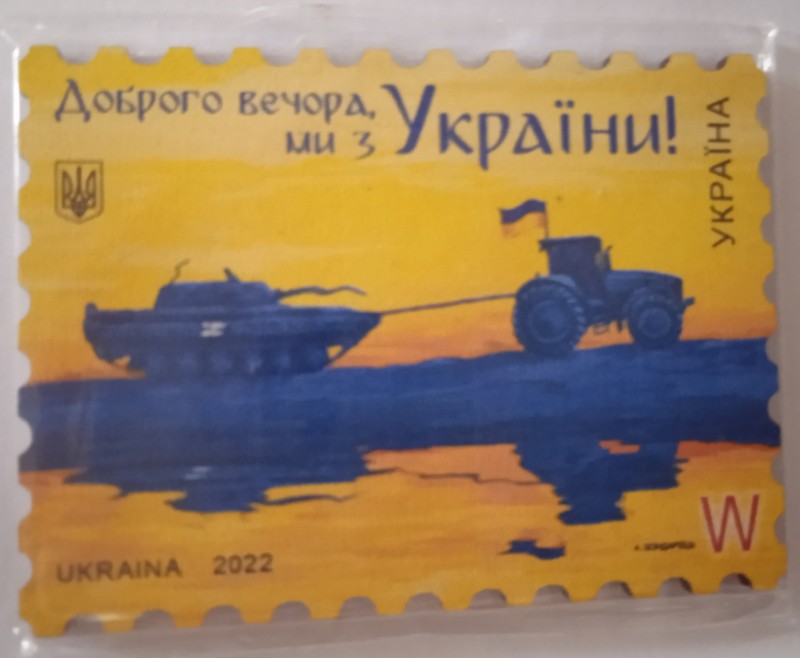 Доброго вечора,
ми з України!
УКРАЇНА
W
UKRAINA 2022